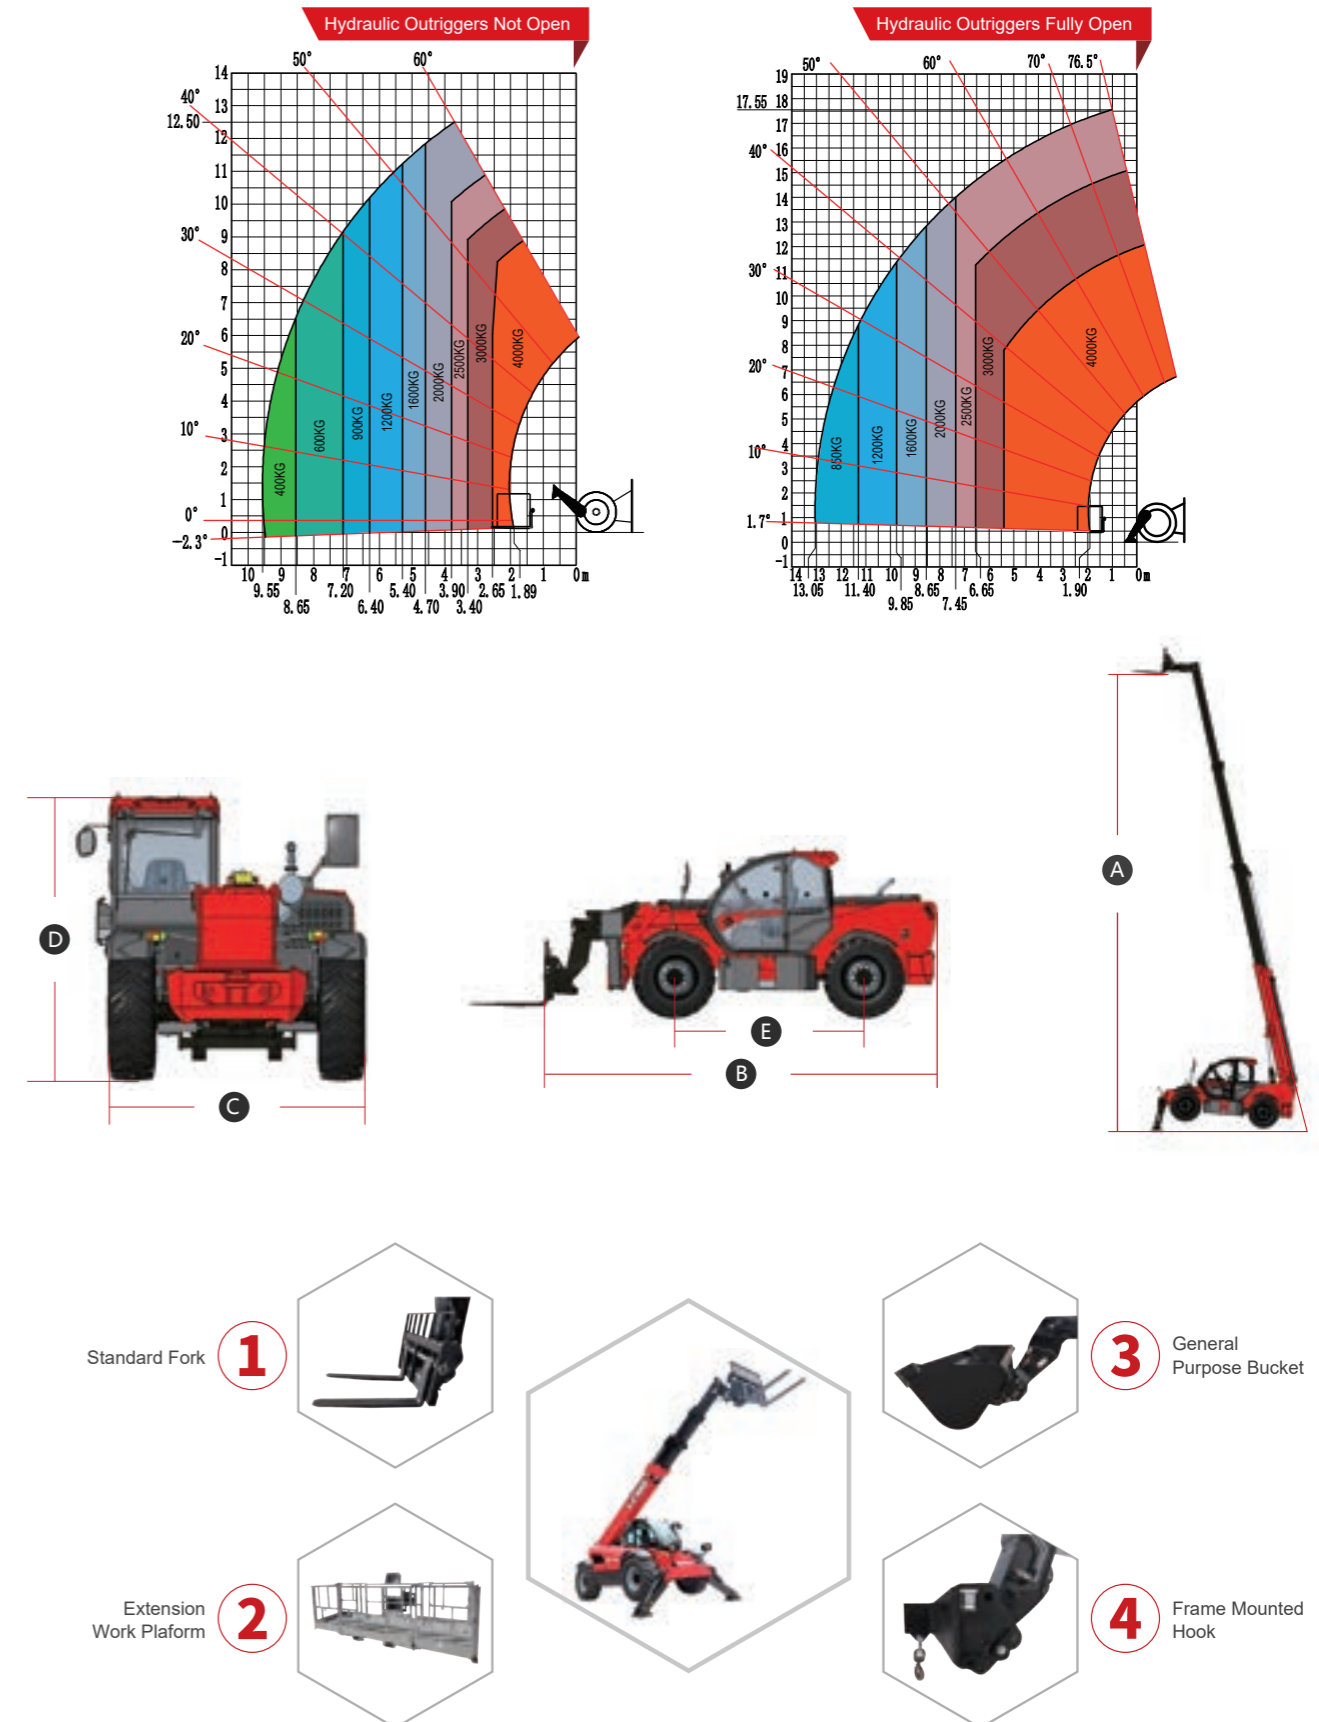 Hydraulic Outriggers Not Open
50°
60°
14
13
40°
12.50
12
11
10
30°
9
8
7
20°
6
5
4
10°
3
2
1
0°
0
-2.3°
-1
400KG
600KG
900KG
1200KG
1600KG
2000KG
2500KG
3000KG
4000KG
10 9 8 7 6 5 4 3 2 1 0m
9.55 7.20 5.40 3.90 2.65 1.89
8.65 6.40 4.70 3.40
Hydraulic Outriggers Fully Open
50°
60°
70°
76.5°
19
17.55
18
17
16
40°
15
14
13
12
30°
11
10
9
8
20°
7
6
5
4
10°
3
2
1.7°
1
0
-1
850KG
1200KG
1600KG
2000KG
2500KG
3000KG
4000KG
14 13 12 11 10 9 8 7 6 5 4 3 2 1 0m
13.05 11.40 8.65 6.65 1.90
9.85 7.45
A
D
E
B
C
Standard Fork
1
3
General
Purpose Bucket
Extension
Work Plaform
2
4
Frame Mounted
Hook